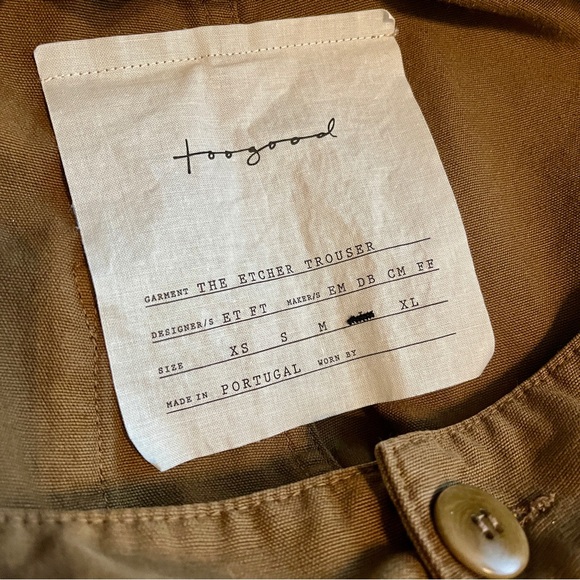 toogood
GARMENT THE ETCHER TROUSER
DESIGNER/S ET FT MAKER/S EM DB CM FF
SIZE XS S M XL
MADE IN PORTUGAL WORN BY